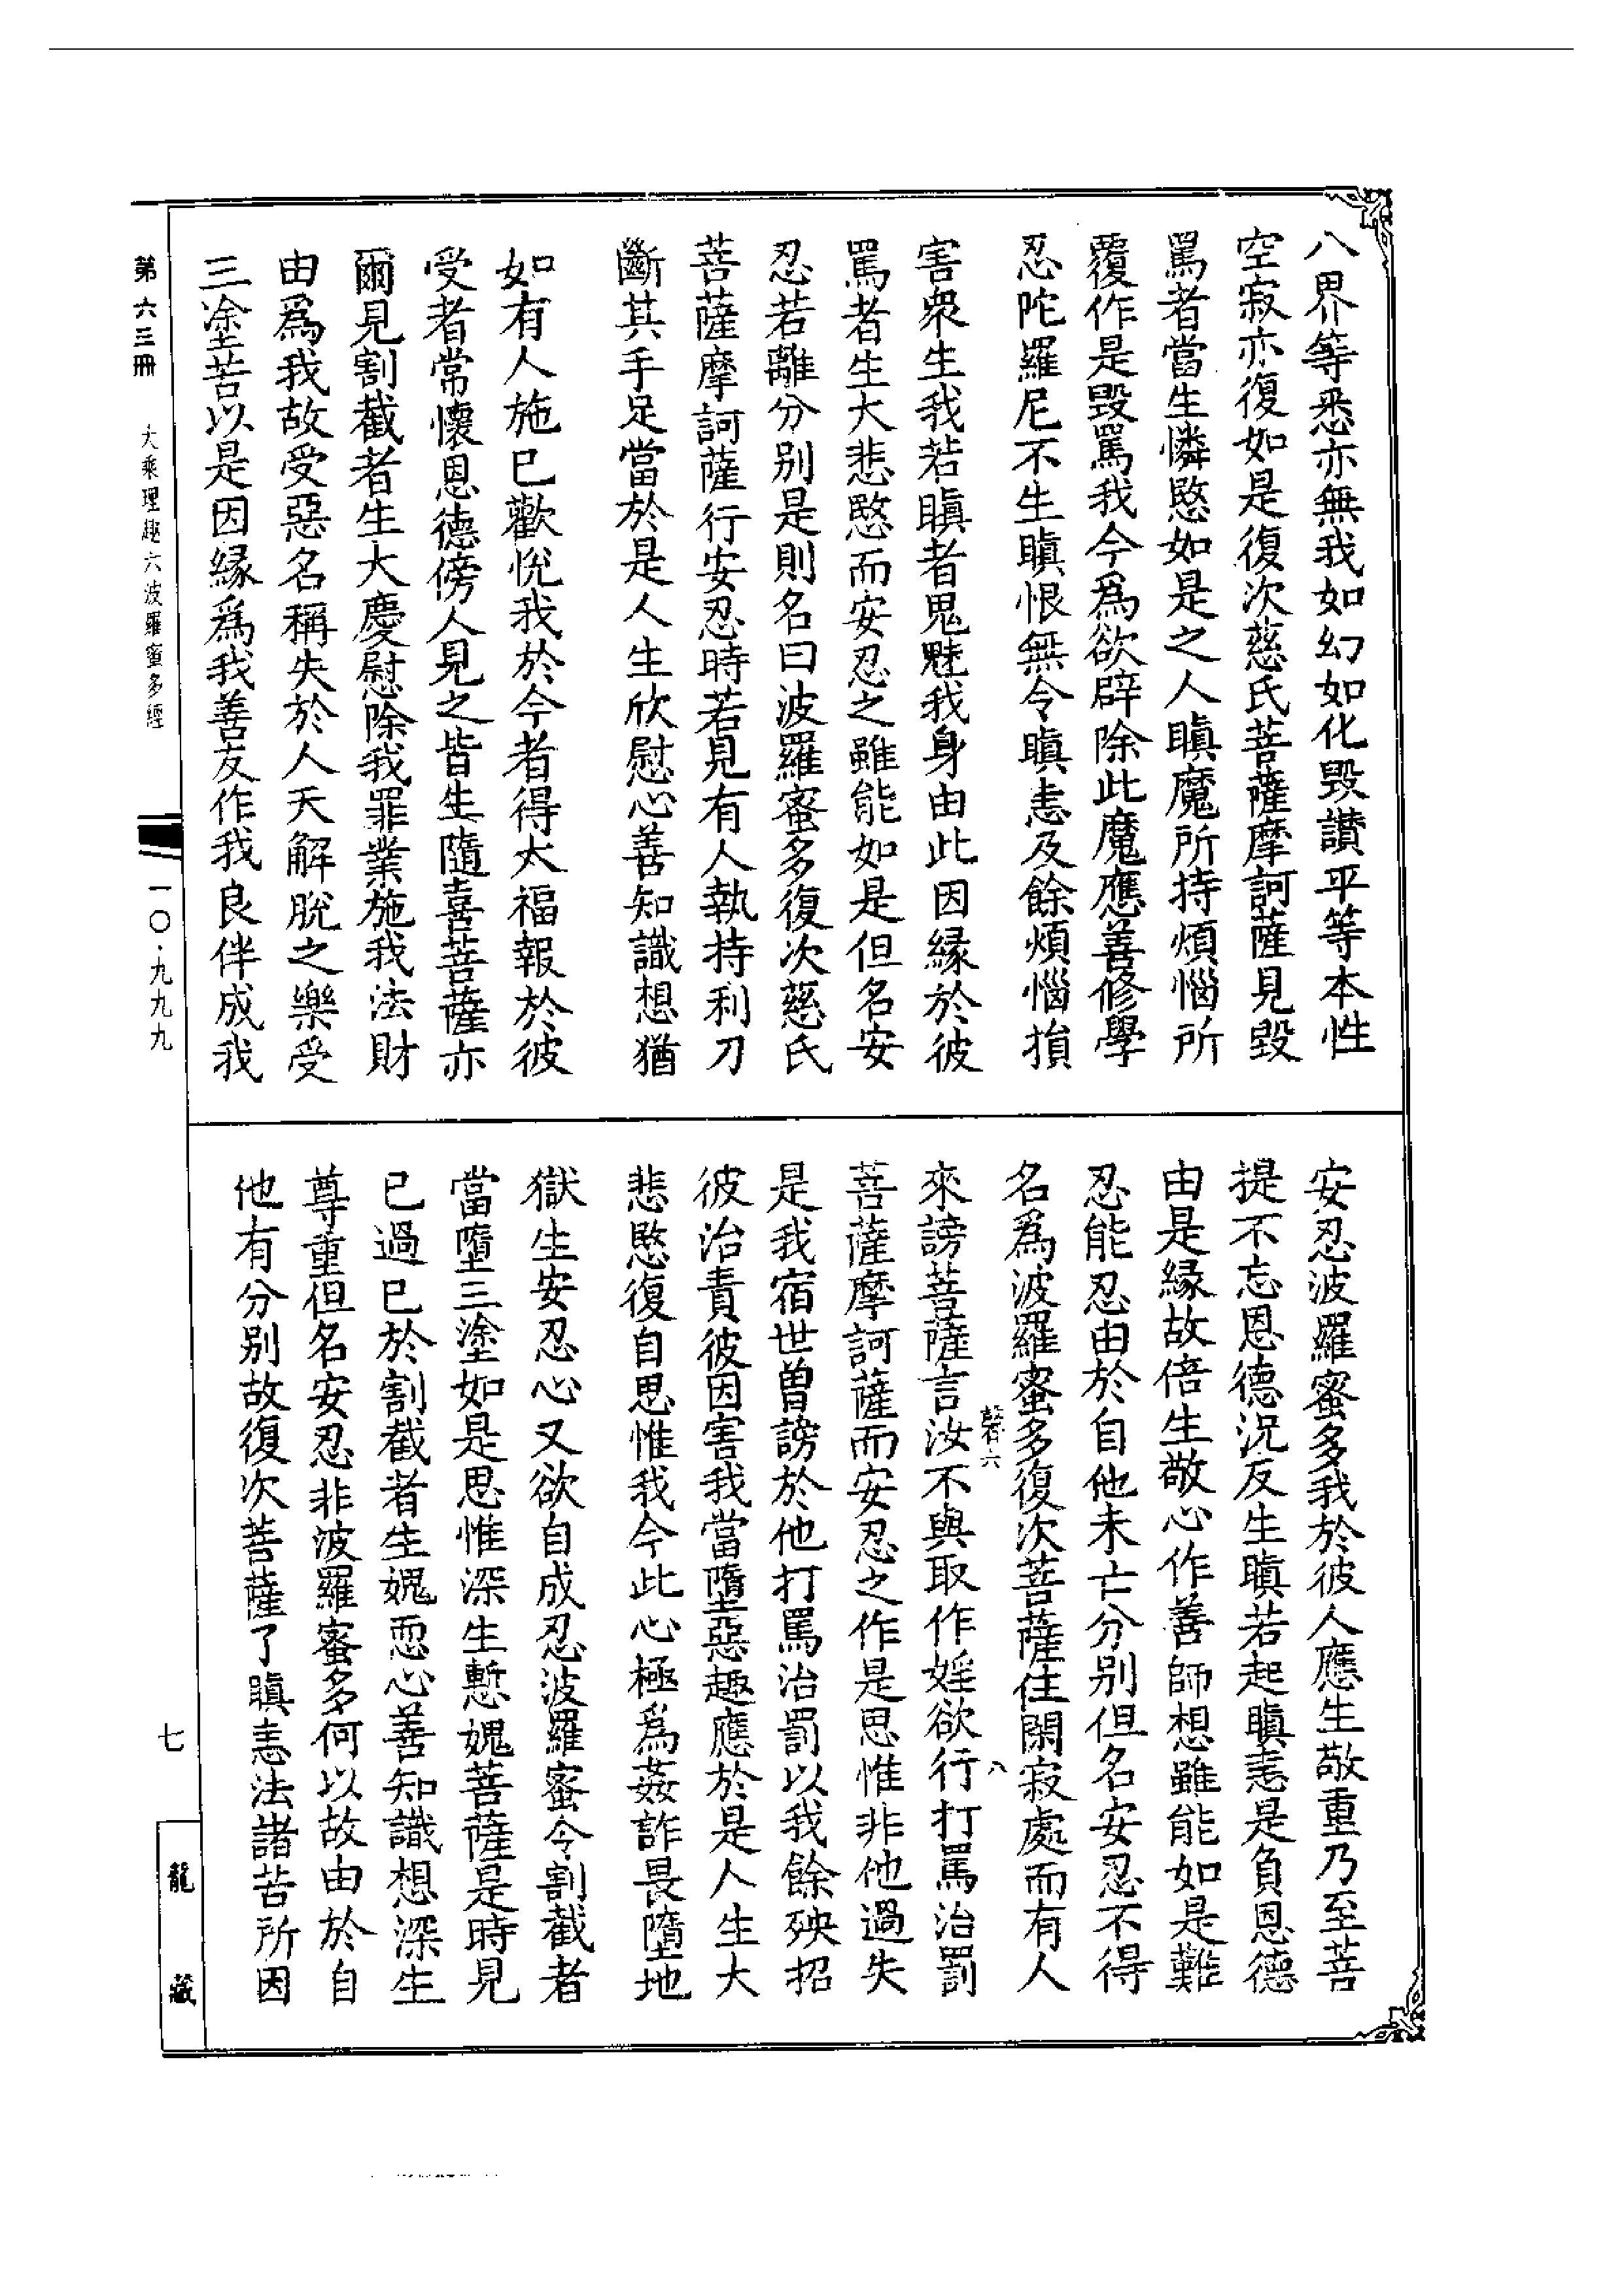 八界等悉亦無我如幻如化毀讚平等本性
空寂亦復如是復次慈氏菩薩摩訶薩見毀
罵者當生憐愍如是之人瞋魔所持煩惱所
覆作是毀罵我今爲欲辟除此魔應善修學
忍陀羅尼不生瞋恨無令瞋恚及餘煩惱損
害衆生我若瞋者鬼魅我身由此因緣於彼
罵者生大悲愍而安忍之雖能如是但名安
忍若離分別是則名曰波羅蜜多復次慈氏
菩薩摩訶薩行安忍時若見有人執持利刀
斷其手足當於是人生欣慰心善知識想猶
如有人施已歡悅我於今者得大福報於彼
受者常懷恩德傍人見之皆生隨喜菩薩亦
爾見割截者生大慶慰除我罪業施我法財
由爲我故受惡名稱失於人天解脫之樂受
三塗苦以是因緣爲我善友作我良伴成我
安忍波羅蜜多我於彼人應生敬重乃至菩
提不忘恩德況反生瞋若起瞋恚是負恩德
由是緣故倍生敬心作善師想雖能如是難
忍能忍由於自他未亡分別但名安忍不得
名爲波羅蜜多復次菩薩住閑寂處而有人
馨六
八
來謗菩薩言汝不與取作婬欲行打罵治罰
菩薩摩訶薩而安忍之作是思惟非他過失
是我宿世曾謗於他打罵治罰以我餘殃招
彼治責彼因害我當墮惡趣應於是人生大
悲愍復自思惟我今此心極爲姦詐畏墮地
獄生安忍心又欲自成忍波羅蜜令割截者
當墮三塗如是思惟深生慙媿菩薩是時見
已過已於割截者生媿恧心善知識想深生
尊重但名安忍非波羅蜜多何以故由於自
他有分別故復次菩薩了瞋恚法諸苦所因
第六三冊
大乘理趣六波羅蜜多經
一〇·九九九
七
龍藏